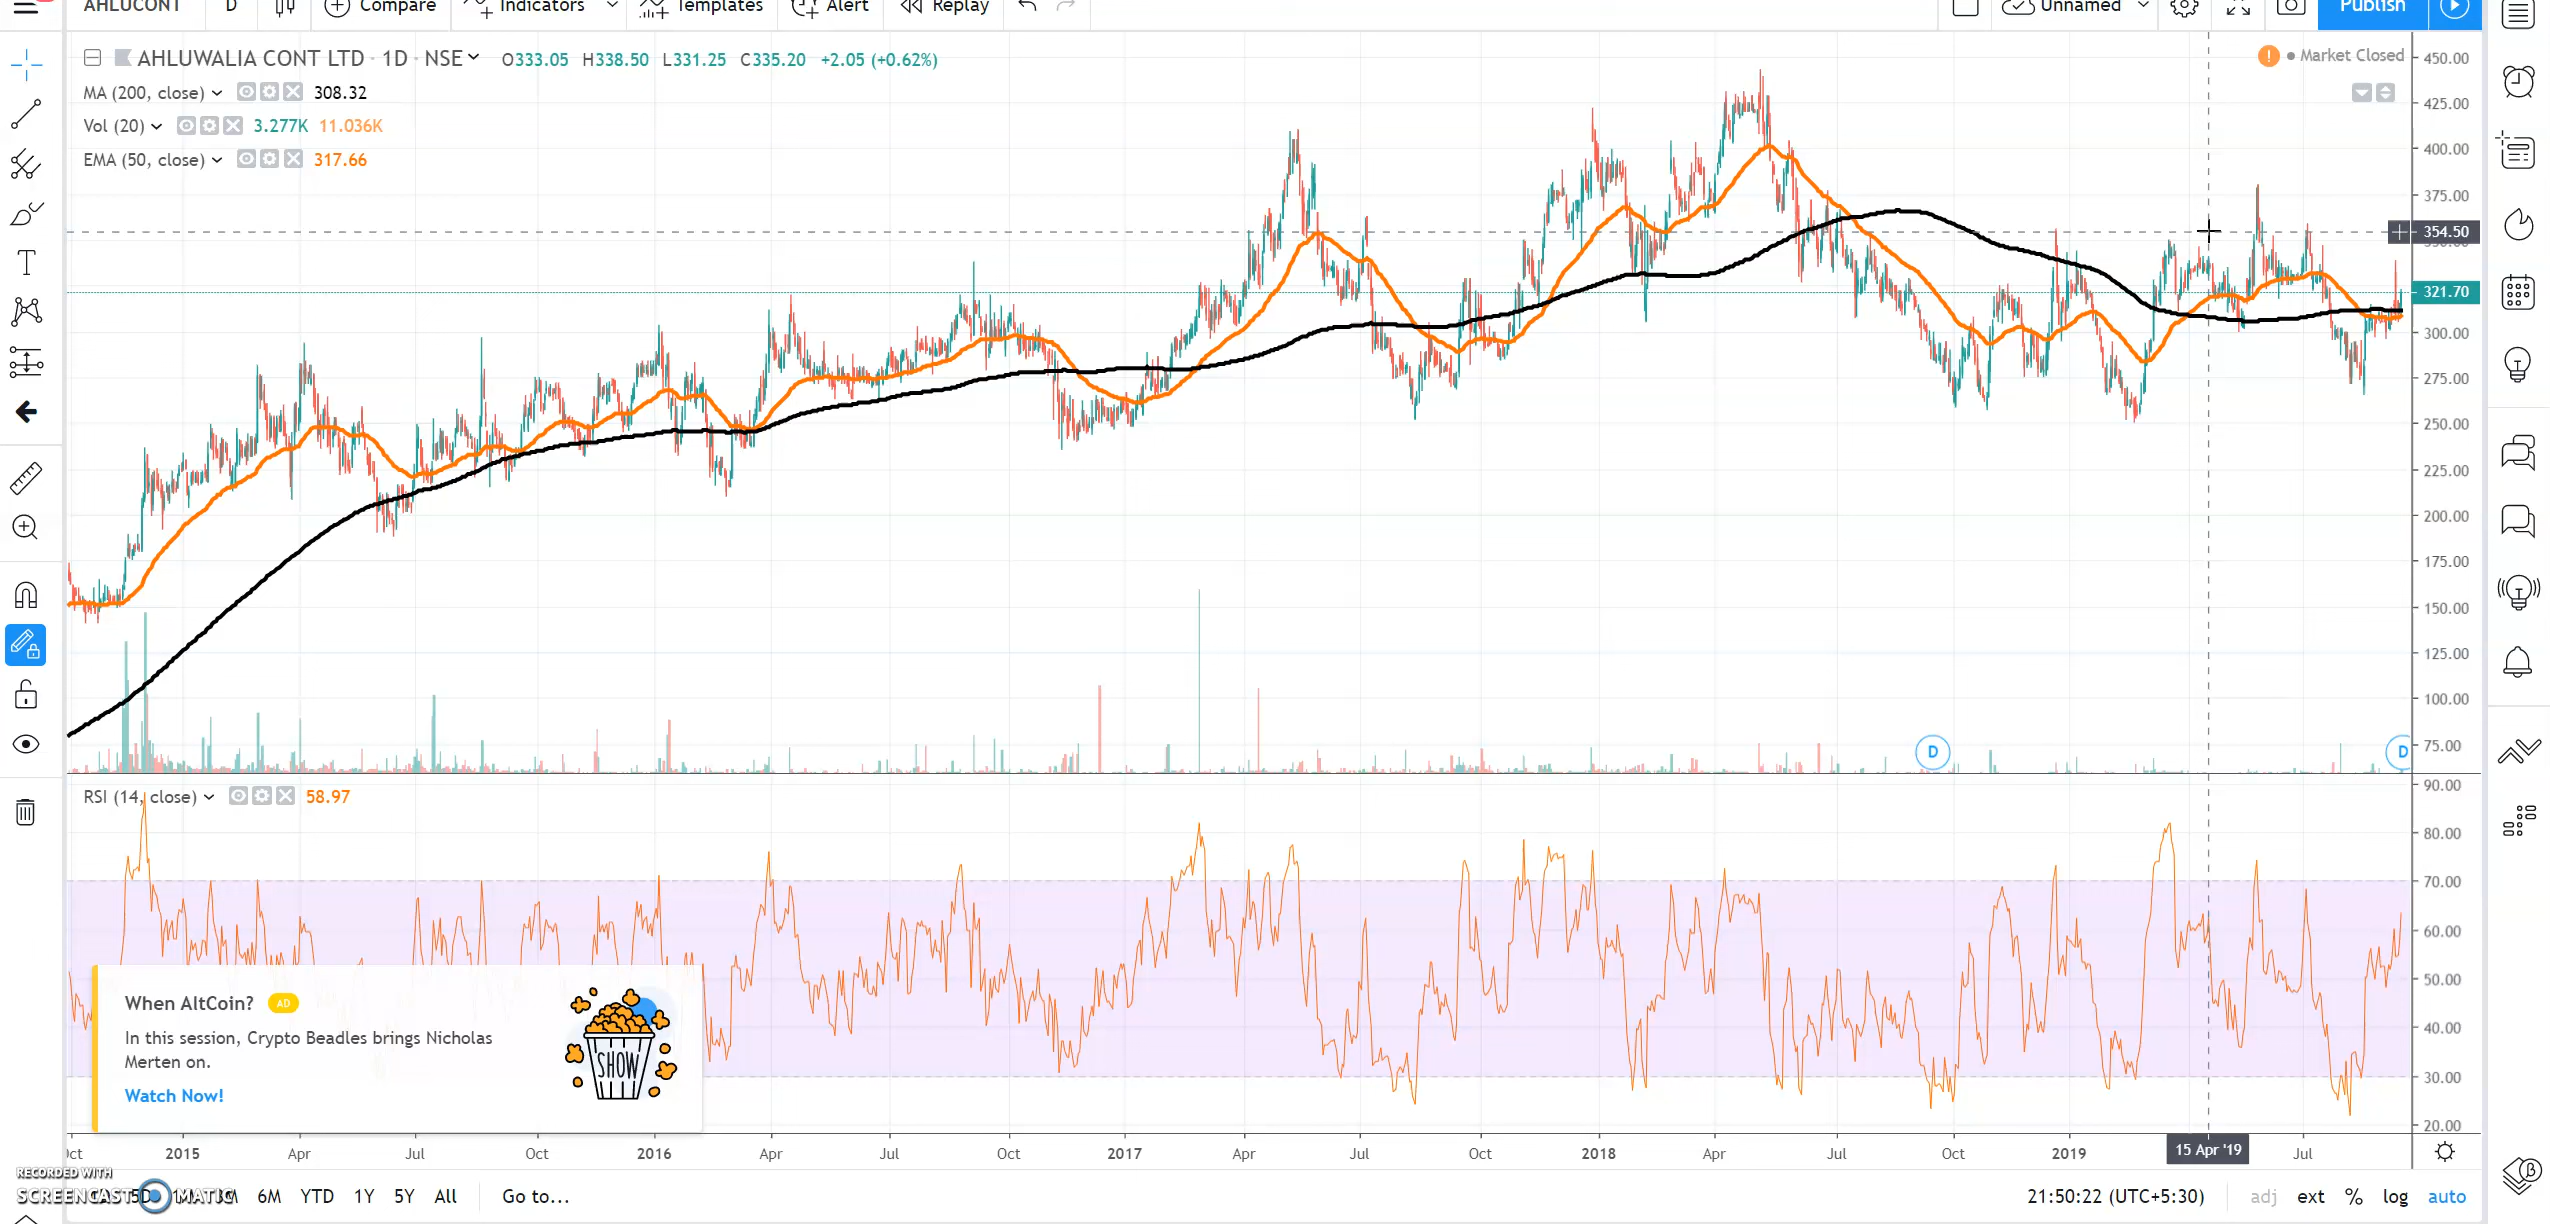 AHLUCONT D Compare Indicators Templates Alert Replay Unnamed Publish
AHLUWALIA CONT LTD · 1D · NSE O333.05 H338.50 L331.25 C335.20 +2.05 (+0.62%)
! Market Closed
MA (200, close) 308.32
Vol (20) 3.277K 11.036K
EMA (50, close) 317.66
450.00
425.00
400.00
375.00
354.50
321.70
300.00
275.00
250.00
225.00
200.00
175.00
150.00
125.00
100.00
75.00
D D
RSI (14, close) 58.97
90.00
80.00
70.00
60.00
50.00
40.00
30.00
20.00
When AltCoin? AD
In this session, Crypto Beadles brings Nicholas
Merten on.
Watch Now!
SHOW
2015 Apr Jul Oct 2016 Apr Jul Oct 2017 Apr Jul Oct 2018 Apr Jul Oct 2019 15 Apr '19 Jul
RECORDED WITH
SCREENCAST MATIC
5D 6M YTD 1Y 5Y All Go to...
21:50:22 (UTC+5:30) adj ext % log auto